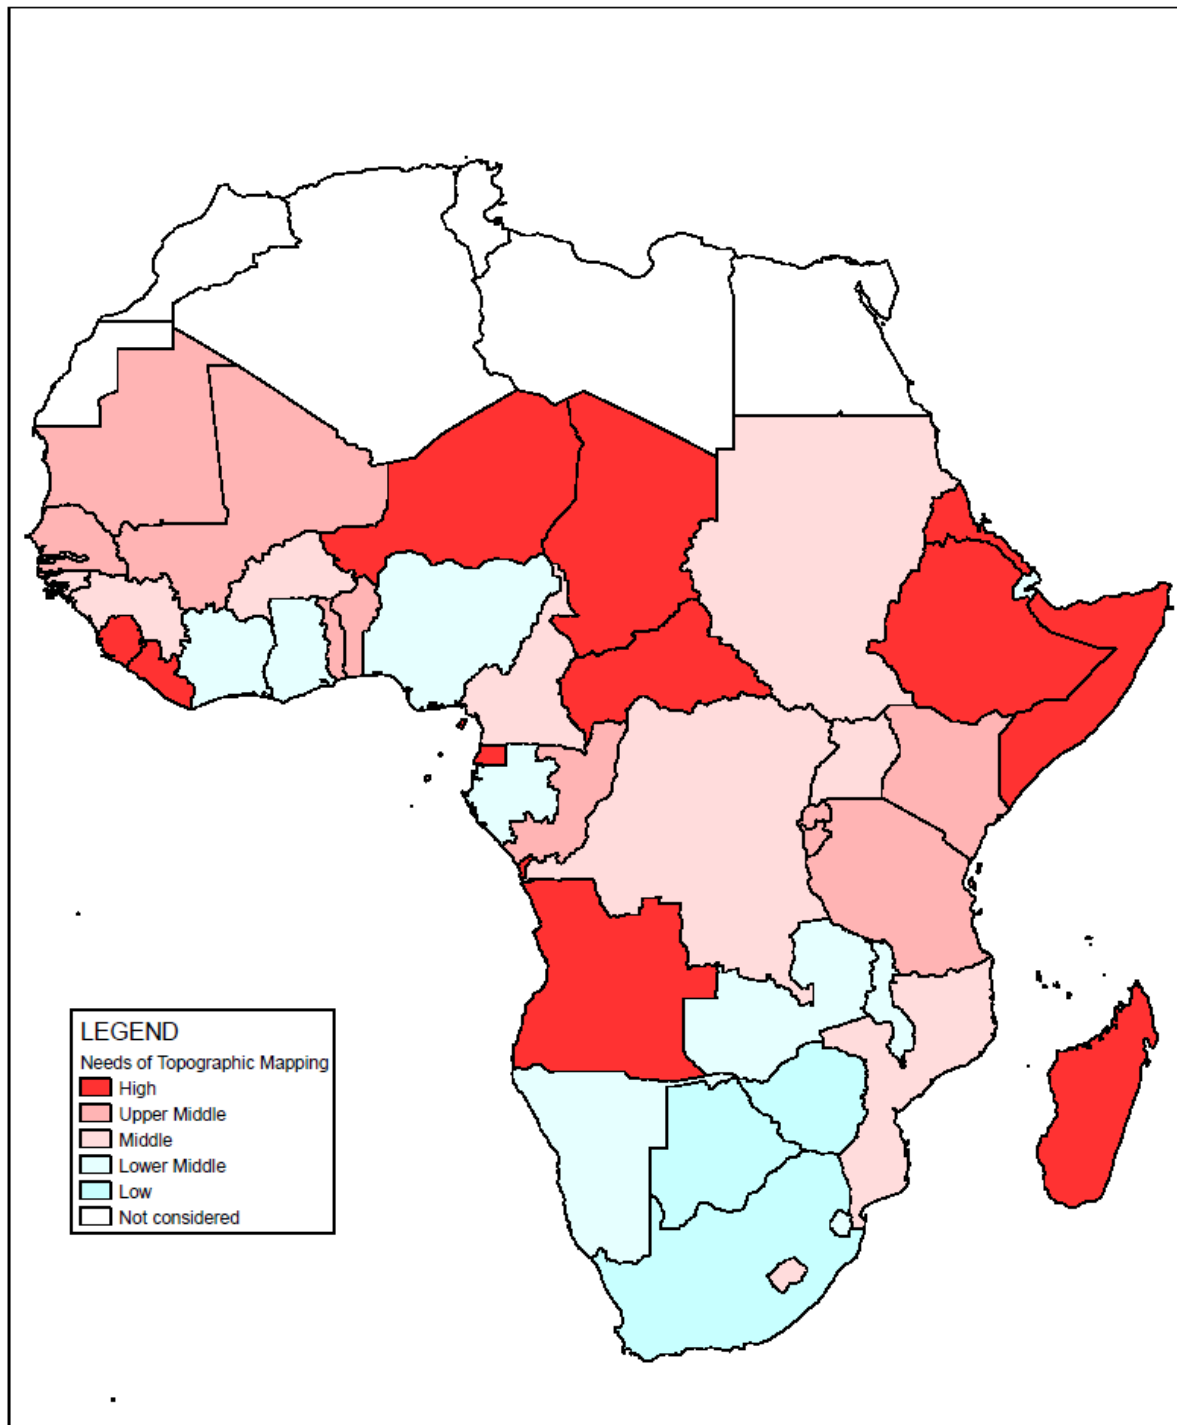 LEGEND
Needs of Topographic Mapping
High
Upper Middle
Middle
Lower Middle
Low
Not considered